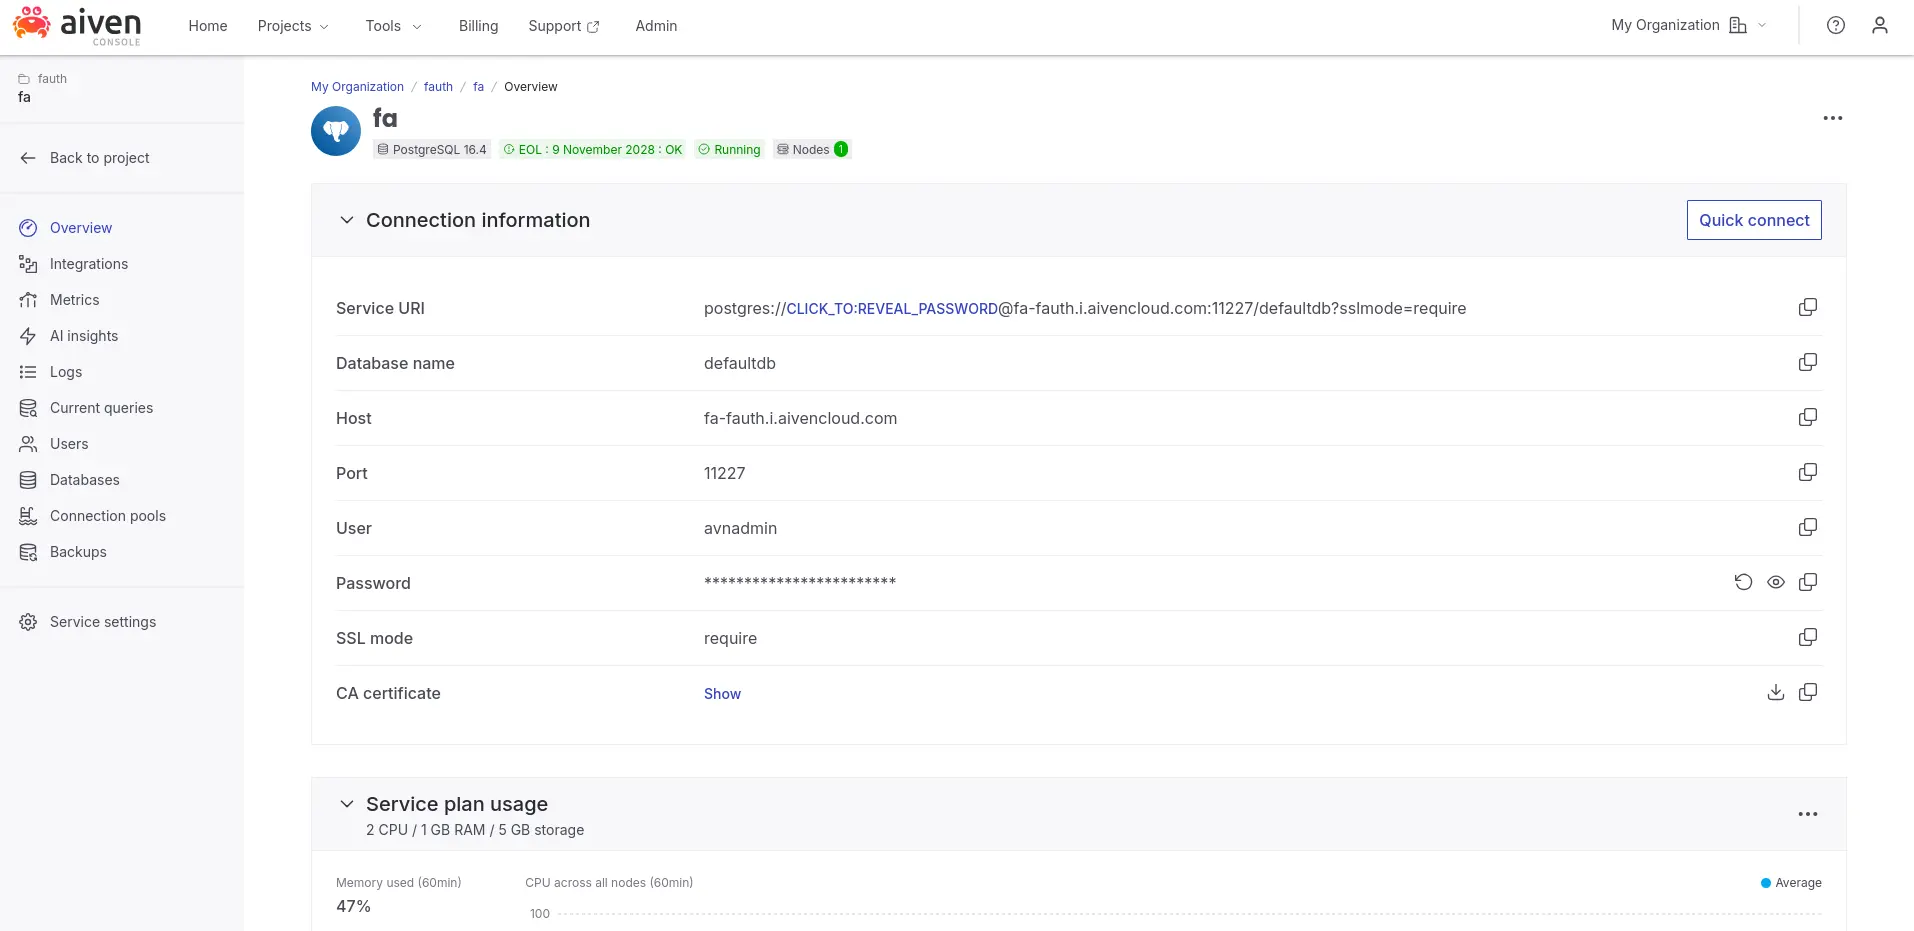 aiven
CONSOLE
Home
Projects
Tools
Billing
Support
Admin
My Organization
fauth
fa
Back to project
Overview
Integrations
Metrics
AI insights
Logs
Current queries
Users
Databases
Connection pools
Backups
Service settings
My Organization / fauth / fa / Overview
fa
PostgreSQL 16.4
EOL : 9 November 2028 : OK
Running
Nodes 1
Connection information
Quick connect
Service URI
postgres://CLICK_TO:REVEAL_PASSWORD@fa-fauth.i.aivencloud.com:11227/defaultdb?sslmode=require
Database name
defaultdb
Host
fa-fauth.i.aivencloud.com
Port
11227
User
avnadmin
Password
************************
SSL mode
require
CA certificate
Show
Service plan usage
2 CPU / 1 GB RAM / 5 GB storage
Memory used (60min)
47%
CPU across all nodes (60min)
Average
100